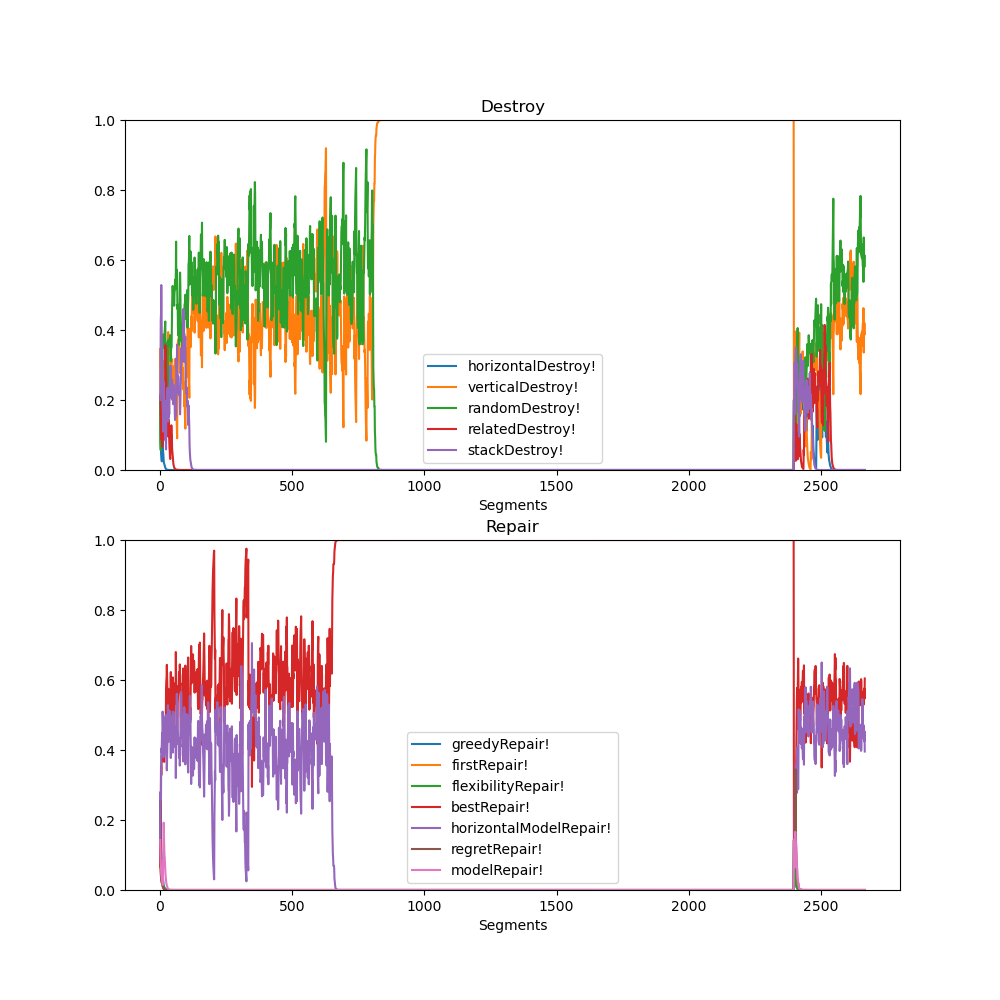 Destroy
1.0
0.8
0.6
0.4
0.2
0.0
horizontalDestroy!
verticalDestroy!
randomDestroy!
relatedDestroy!
stackDestroy!
0 500 1000 1500 2000 2500
Segments
Repair
1.0
0.8
0.6
0.4
0.2
0.0
greedyRepair!
firstRepair!
flexibilityRepair!
bestRepair!
horizontalModelRepair!
regretRepair!
modelRepair!
0 500 1000 1500 2000 2500
Segments